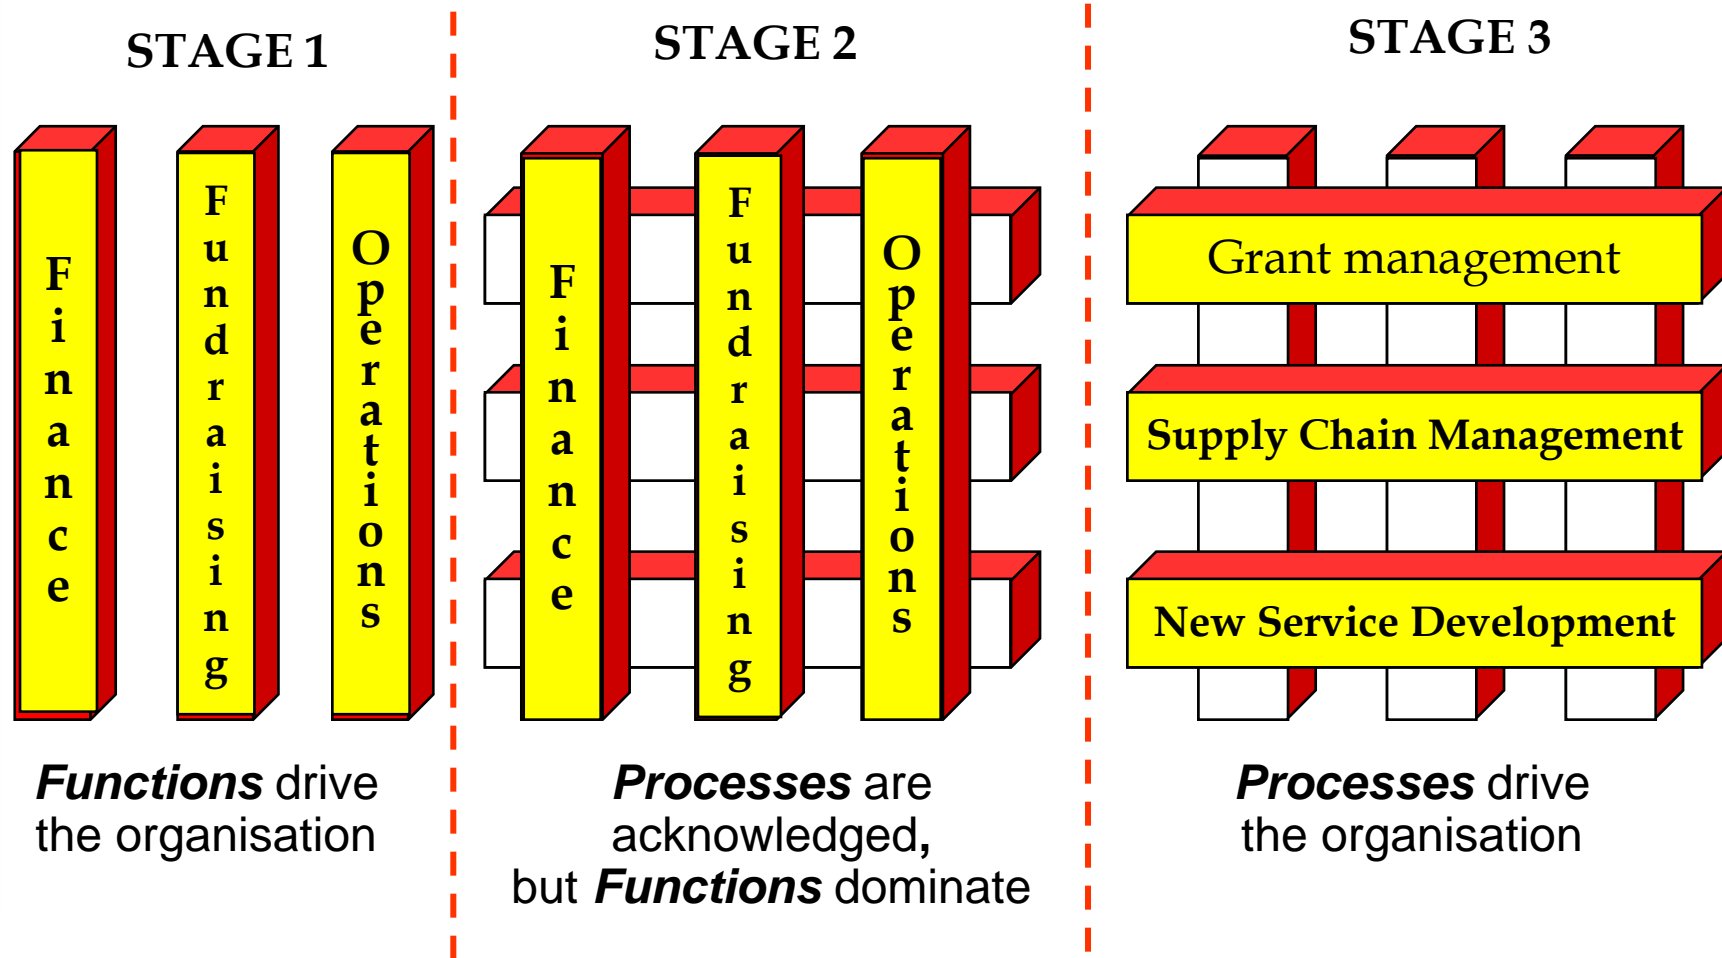 STAGE 1
Finance
Fundraising
Operations
Functions drive
the organisation
STAGE 2
Finance
Fundraising
Operations
Processes are
acknowledged,
but Functions dominate
STAGE 3
Grant management
Supply Chain Management
New Service Development
Processes drive
the organisation